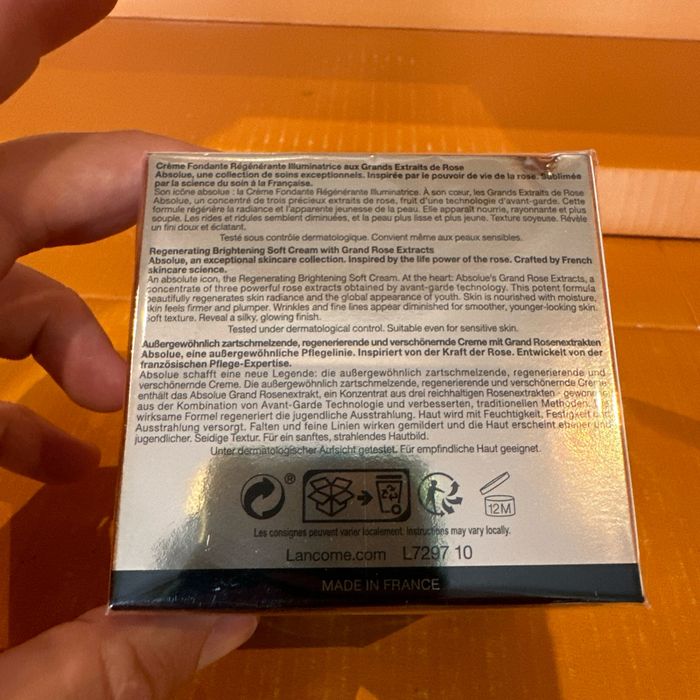 Crème Fondante Régénérante Illuminatrice aux Grands Extraits de Rose
Absolue, une collection de soins exceptionnels. Inspirée par le pouvoir de vie de la rose. Sublimée
par la science du soin à la Française.
Son icône absolue : la Crème Fondante Régénérante Illuminatrice. À son cœur, les Grands Extraits de Rose
Absolue, un concentré de trois précieux extraits de rose, fruit d'une technologie d'avant-garde. Cette
formule régénère la radiance et l'apparente jeunesse de la peau. Elle apparaît nourrie, rayonnante et plus
souple. Les rides et ridules semblent diminuées, et la peau plus lisse et plus jeune. Texture soyeuse. Révèle
un fini doux et éclatant.
Testé sous contrôle dermatologique. Convient même aux peaux sensibles.
Regenerating Brightening Soft Cream with Grand Rose Extracts
Absolue, an exceptional skincare collection. Inspired by the life power of the rose. Crafted by French
skincare science.
An absolute icon, the Regenerating Brightening Soft Cream. At the heart: Absolue's Grand Rose Extracts, a
concentrate of three powerful rose extracts obtained by avant-garde technology. This potent formula
beautifully regenerates skin radiance and the global appearance of youth. Skin is nourished with moisture,
skin feels firmer and plumper. Wrinkles and fine lines appear diminished for smoother, younger-looking skin.
Soft texture. Reveal a silky, glowing finish.
Tested under dermatological control. Suitable even for sensitive skin.
Außergewöhnlich zartschmelzende, regenerierende und verschönernde Creme mit Grand Rosenextrakten
Absolue, eine außergewöhnliche Pflegelinie. Inspiriert von der Kraft der Rose. Entwickelt von der
französischen Pflege-Expertise.
Absolue schafft eine neue Legende: die außergewöhnlich zartschmelzende, regenerierende und
verschönernde Creme. Die außergewöhnlich zartschmelzende, regenerierende und verschönernde Creme
enthält das Absolue Grand Rosenextrakt, ein Konzentrat aus drei reichhaltigen Rosenextrakten - gewonnen
aus der Kombination von Avant-Garde Technologie und verbesserten, traditionellen Methoden. Die
wirksame Formel regeneriert die jugendliche Ausstrahlung. Haut wird mit Feuchtigkeit, Festigkeit und
Ausstrahlung versorgt. Falten und feine Linien wirken gemildert und die Haut erscheint ebener und
jugendlicher. Seidige Textur. Für ein sanftes, strahlendes Hautbild.
Unter dermatologischer Aufsicht getestet. Für empfindliche Haut geeignet.
®
12M
Les consignes peuvent varier localement. Instructions may vary locally.
Lancome.com L7297 10
MADE IN FRANCE